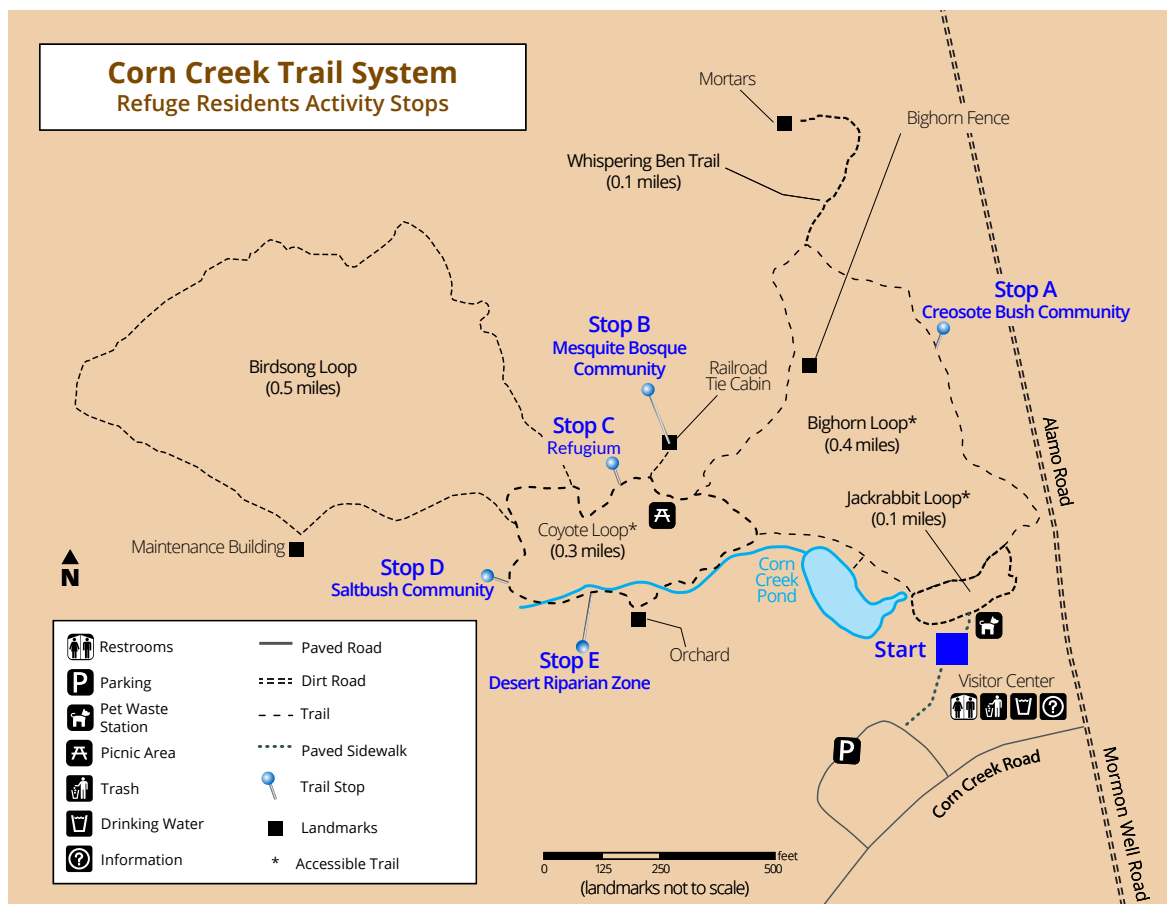 Corn Creek Trail System
Refuge Residents Activity Stops
Mortars
Bighorn Fence
Whispering Ben Trail
(0.1 miles)
Stop A
Creosote Bush Community
Stop B
Mesquite Bosque
Community
Birdsong Loop
(0.5 miles)
Railroad
Tie Cabin
Bighorn Loop*
(0.4 miles)
Stop C
Refugium
Alamo Road
Jackrabbit Loop*
(0.1 miles)
Coyote Loop*
(0.3 miles)
Maintenance Building
N
Stop D
Saltbush Community
Corn
Creek
Pond
Orchard
Start
Stop E
Desert Riparian Zone
Visitor Center
P
Corn Creek Road
Mormon Well Road
Restrooms
P
Parking
Pet Waste
Station
Picnic Area
Trash
Drinking Water
?
Information
Paved Road
Dirt Road
Trail
Paved Sidewalk
Trail Stop
Landmarks
* Accessible Trail
feet
0 125 250 500
(landmarks not to scale)
?